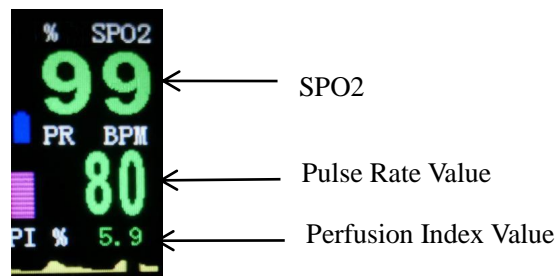 % SPO2
99
SPO2
PR BPM
80
Pulse Rate Value
PI % 5.9
Perfusion Index Value